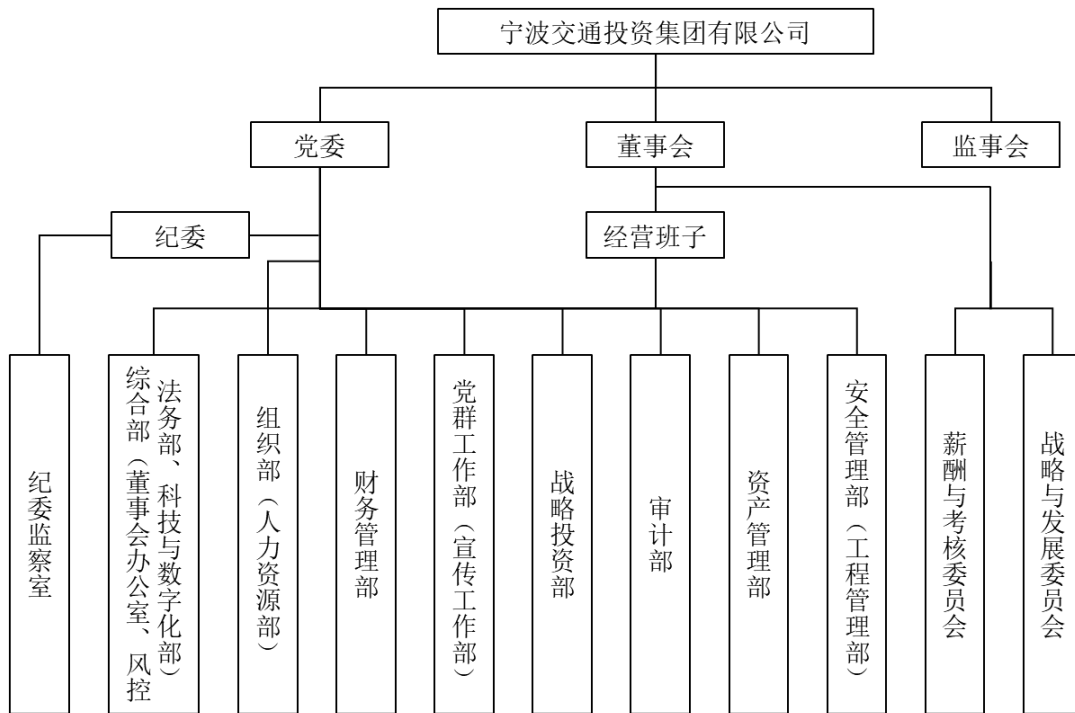 宁波交通投资集团有限公司
党委
董事会
监事会
纪委
经营班子
纪委监察室
综合部（董事会办公室、风控
法务部、科技与数字化部）
组织部（人力资源部）
财务管理部
党群工作部（宣传工作部）
战略投资部
审计部
资产管理部
安全管理部（工程管理部）
薪酬与考核委员会
战略与发展委员会